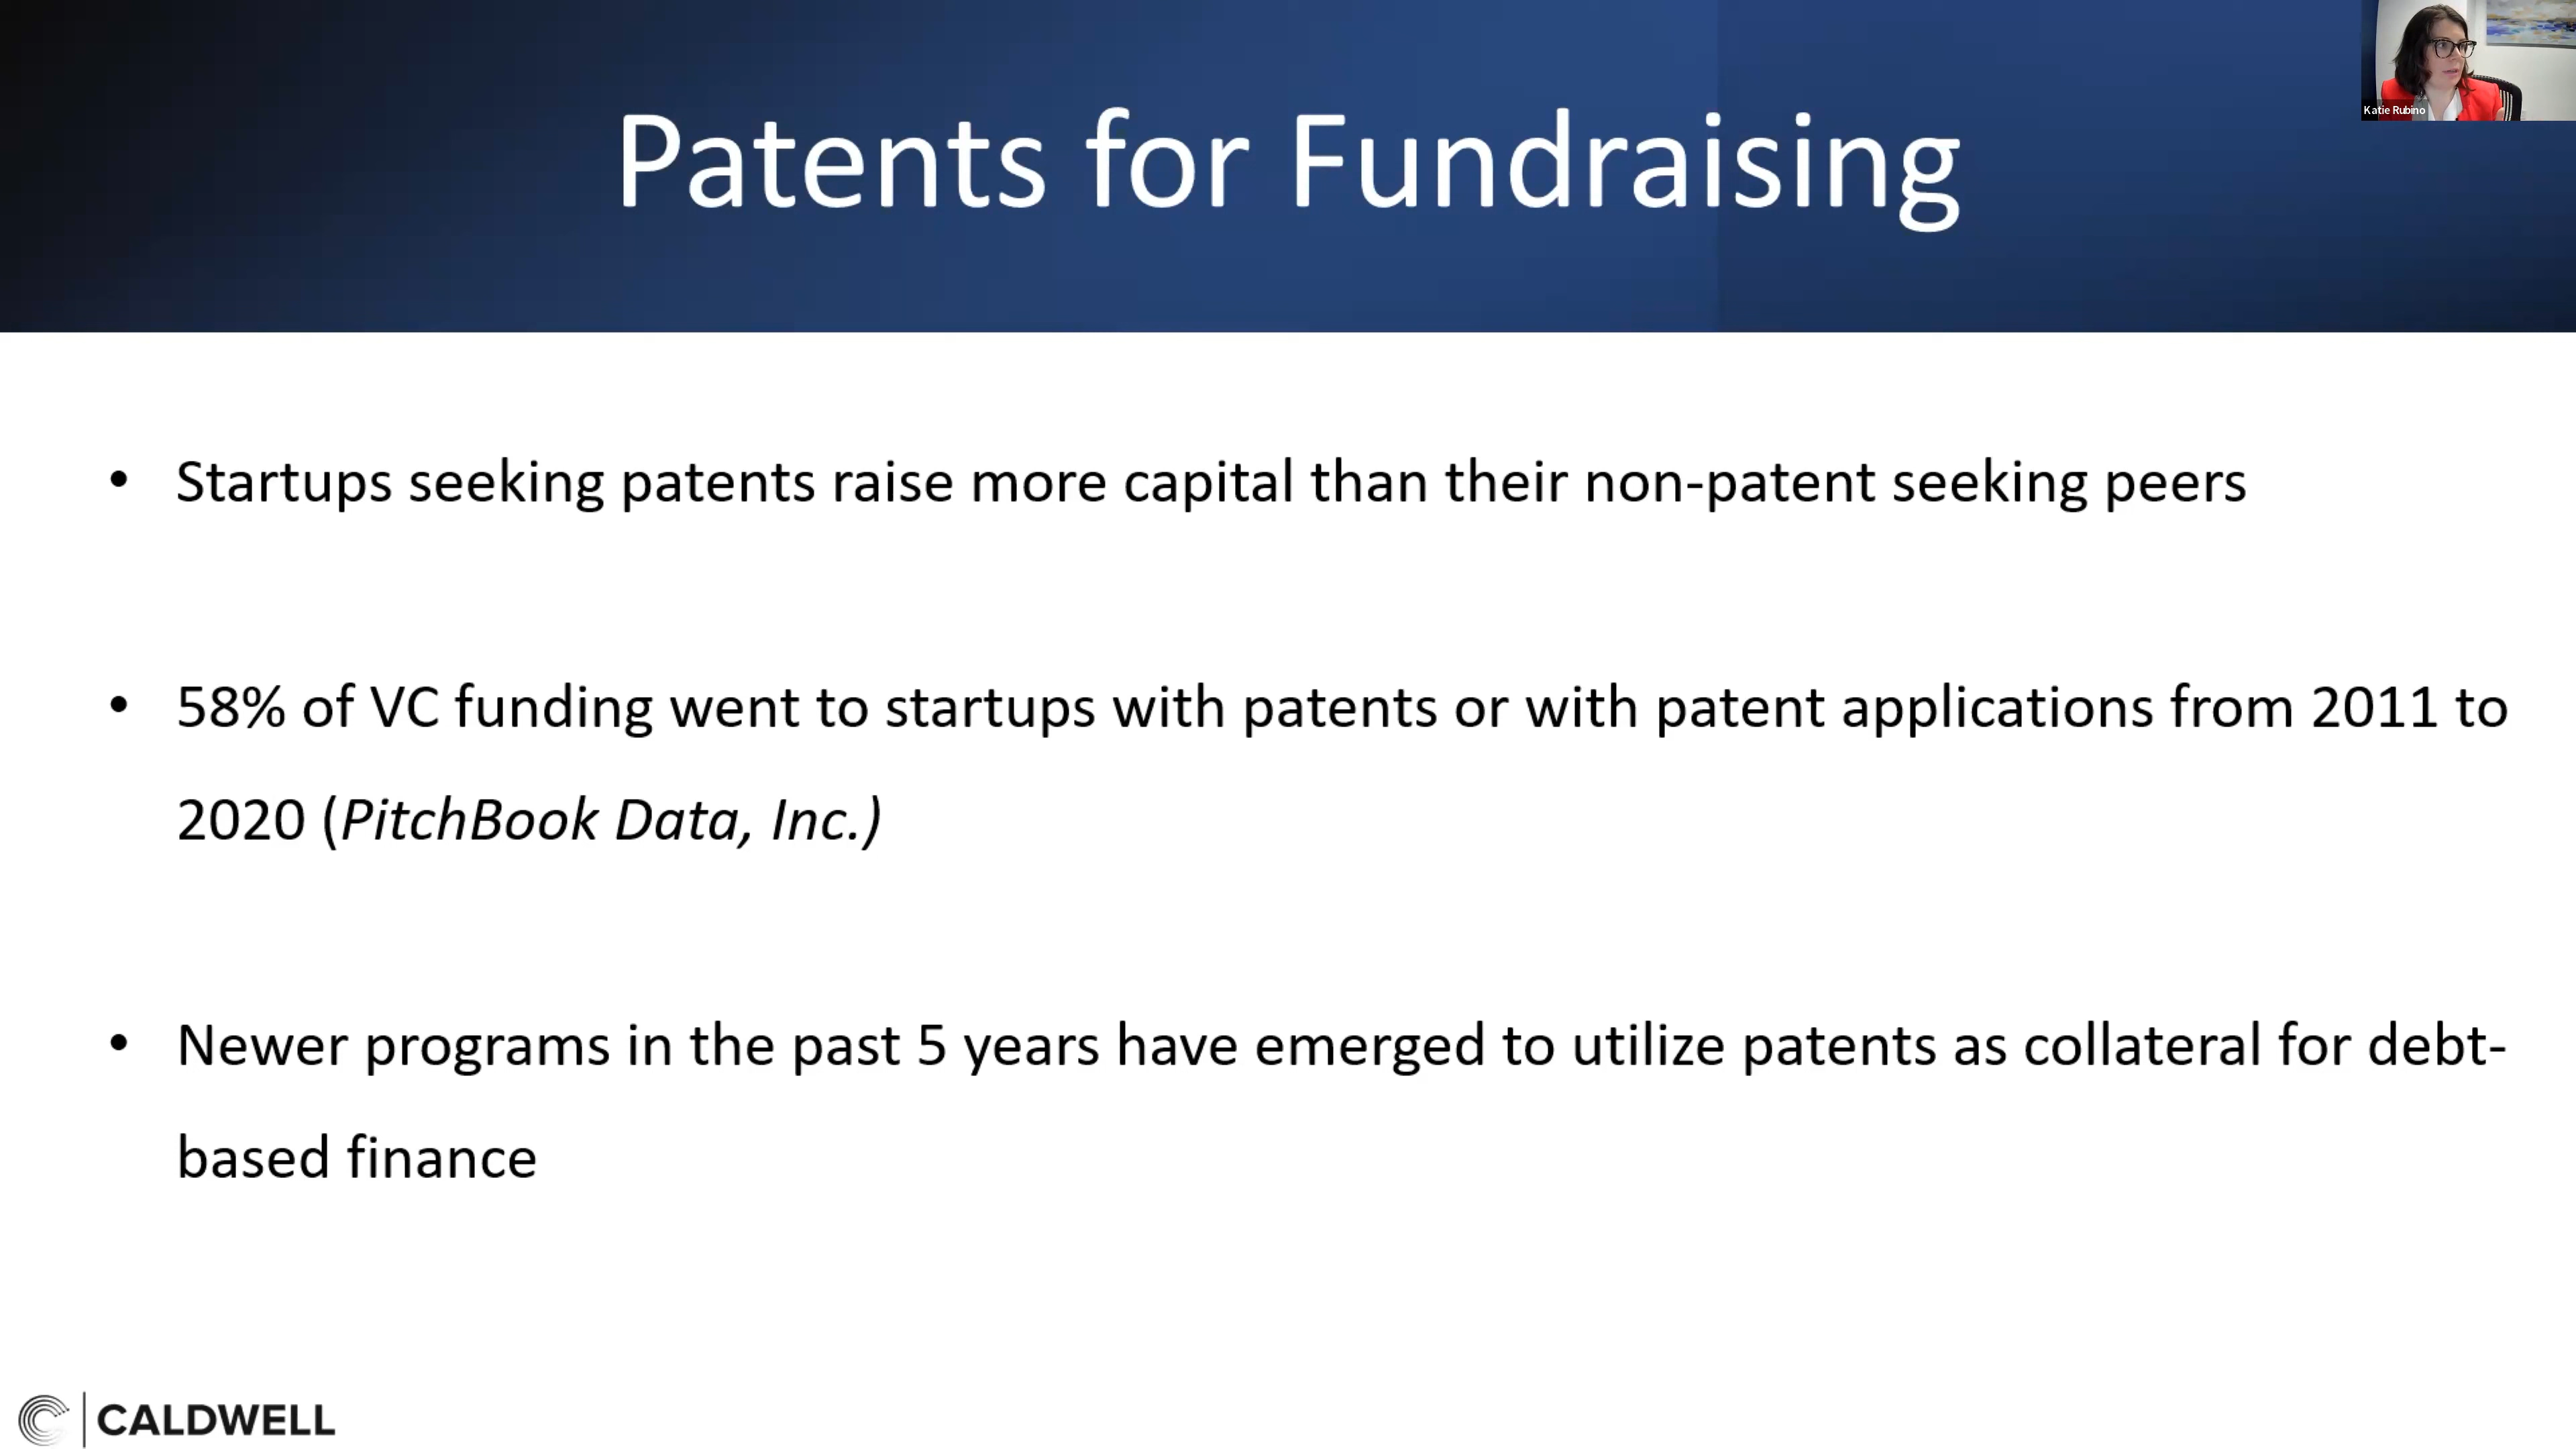 Katie Rubino
Patents for Fundraising
• Startups seeking patents raise more capital than their non-patent seeking peers
• 58% of VC funding went to startups with patents or with patent applications from 2011 to
2020 (PitchBook Data, Inc.)
• Newer programs in the past 5 years have emerged to utilize patents as collateral for debt-
based finance
CALDWELL